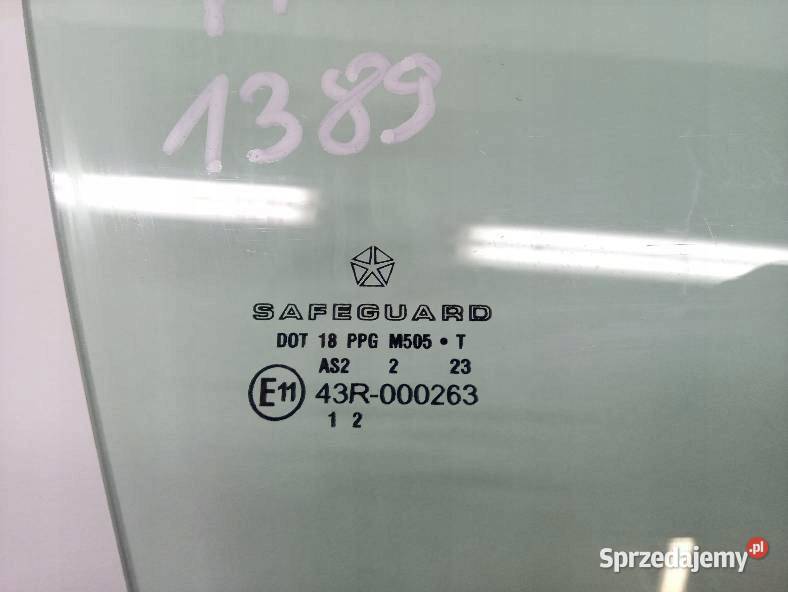 1389
SAFEGUARD
DOT 18 PPG M505 • T
AS2 2 23
E11 43R-000263
1 2
Sprzedajemy.pl